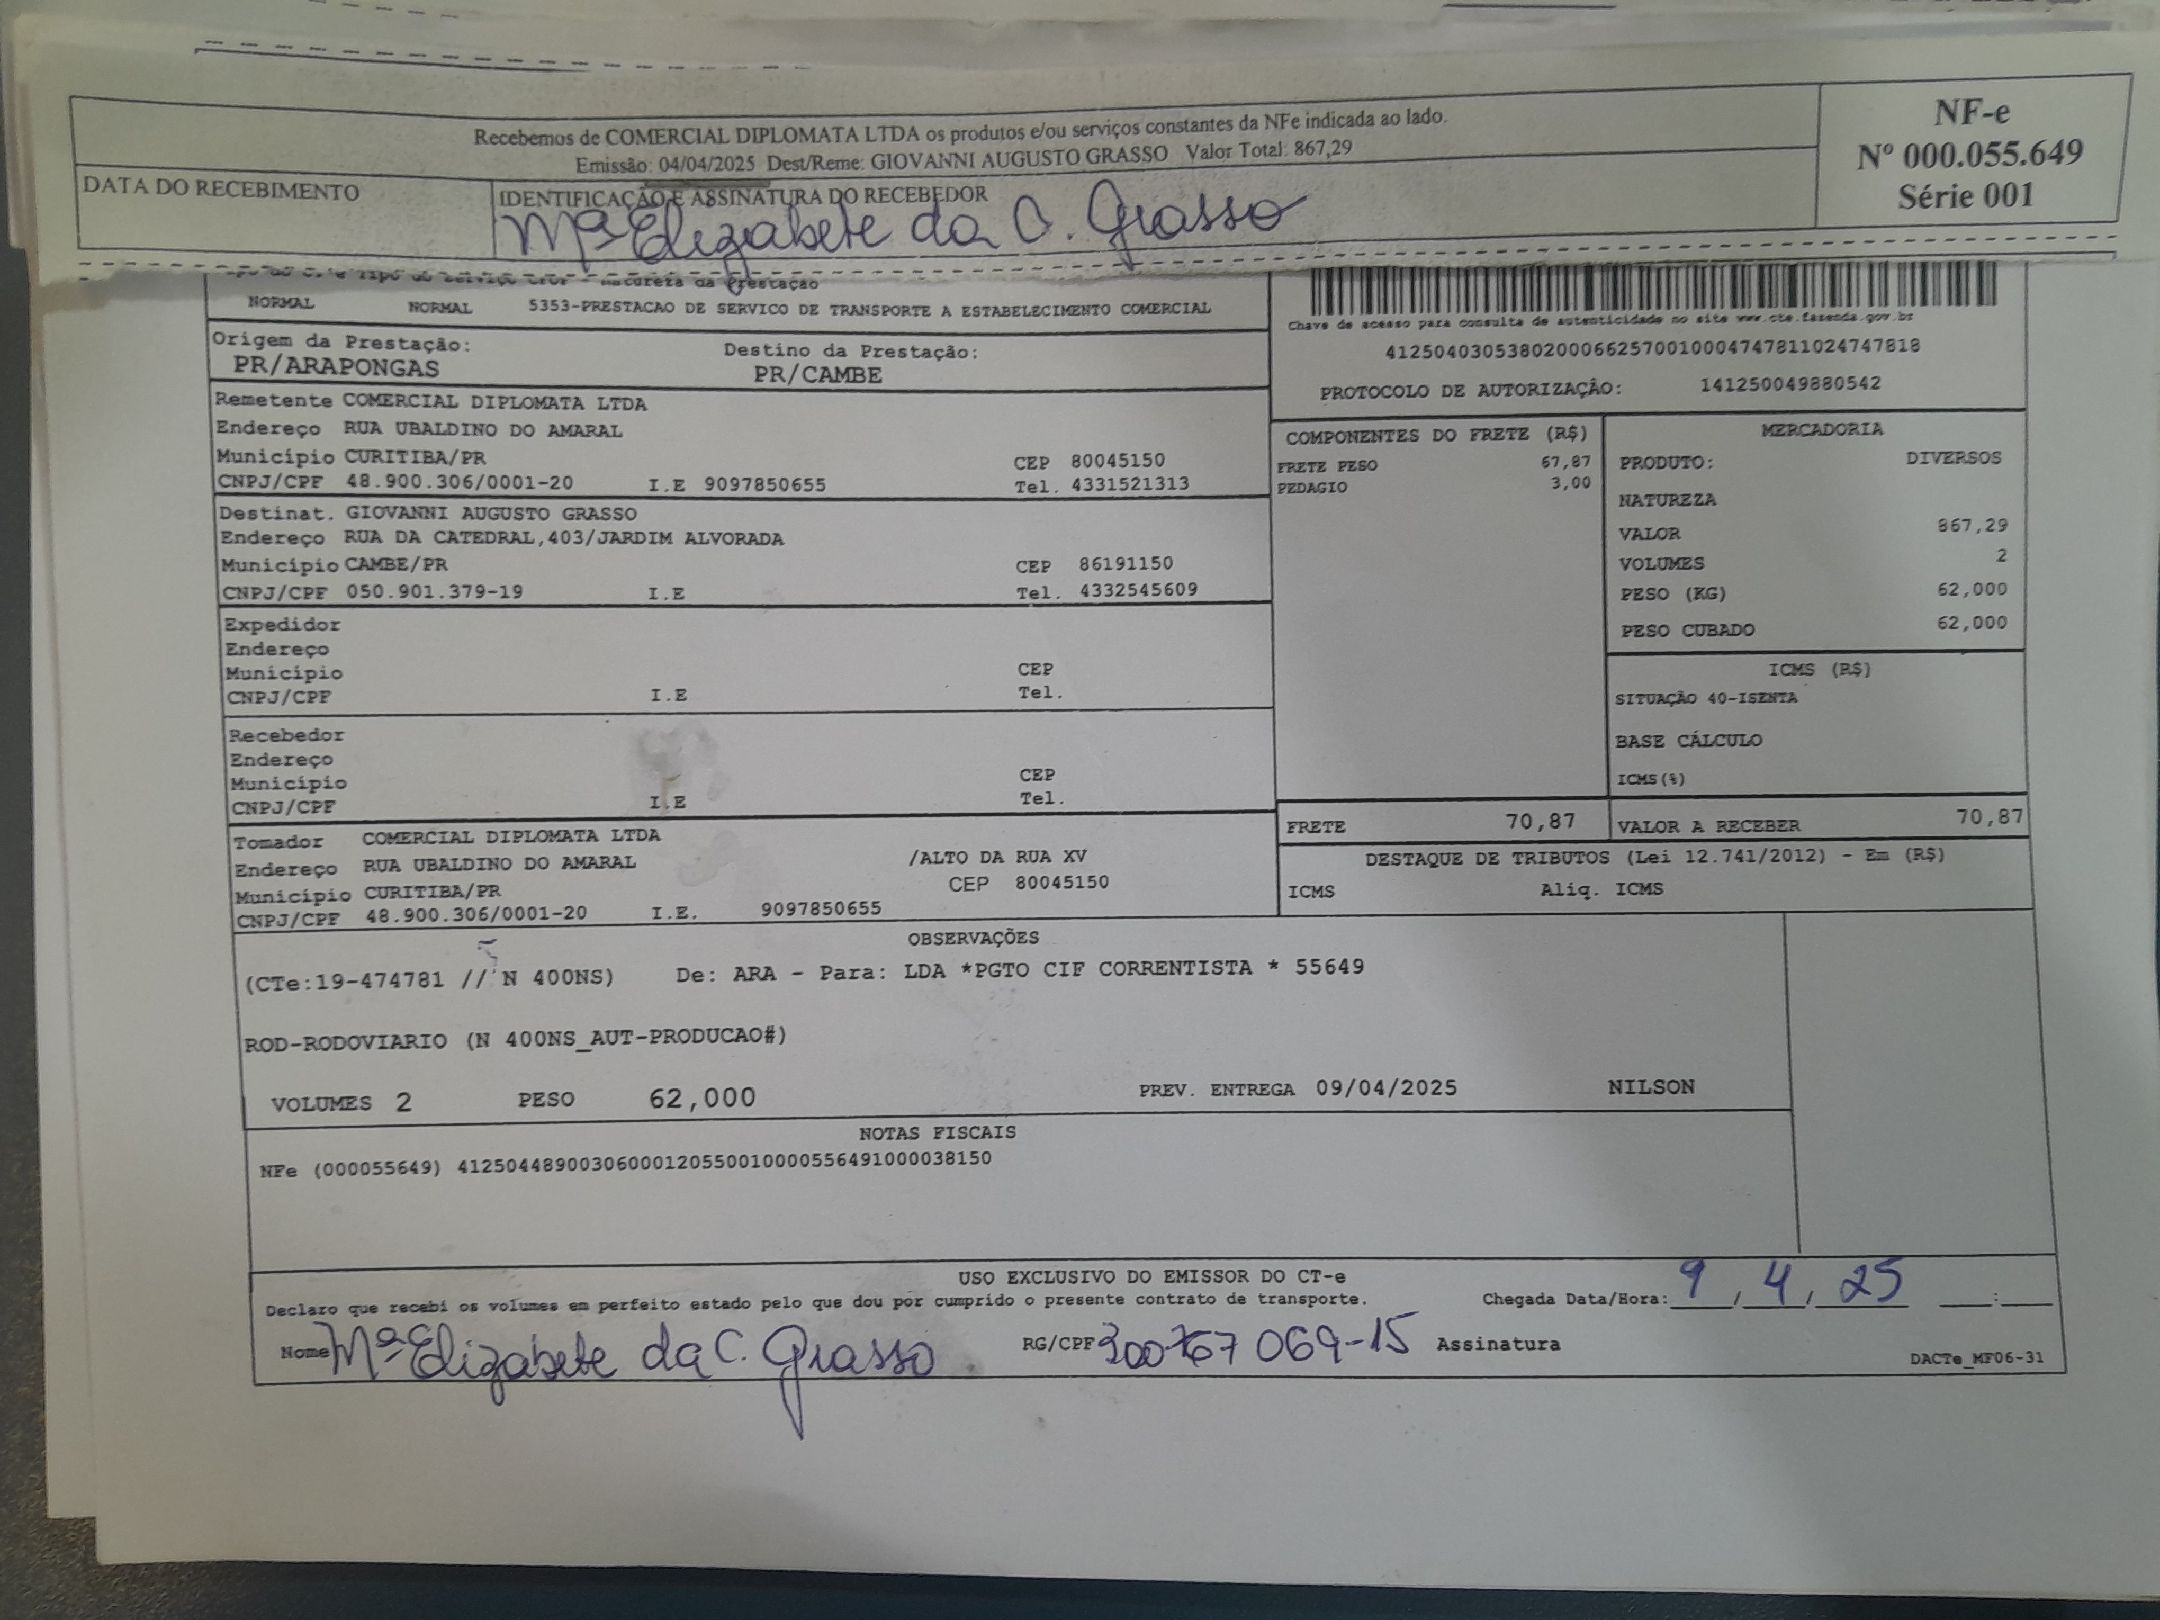 Recebemos de COMERCIAL DIPLOMATA LTDA os produtos e/ou serviços constantes da NFe indicada ao lado.
Emissão: 04/04/2025 Dest/Reme: GIOVANNI AUGUSTO GRASSO Valor Total: 867,29
NF-e
Nº 000.055.649
Série 001
DATA DO RECEBIMENTO
IDENTIFICAÇÃO E ASSINATURA DO RECEBEDOR
Mª Elizabete da C. Grasso
Natureza da Prestação
NORMAL NORMAL 5353-PRESTACAO DE SERVICO DE TRANSPORTE A ESTABELECIMENTO COMERCIAL
Chave de acesso para consulta de autenticidade no site www.cte.fazenda.gov.br
41250403053802000662570010004747811024747818
PROTOCOLO DE AUTORIZAÇÃO: 141250049880542
Origem da Prestação: Destino da Prestação:
PR/ARAPONGAS PR/CAMBE
Remetente COMERCIAL DIPLOMATA LTDA
Endereço RUA UBALDINO DO AMARAL
Município CURITIBA/PR CEP 80045150
CNPJ/CPF 48.900.306/0001-20 I.E 9097850655 Tel. 4331521313
Destinat. GIOVANNI AUGUSTO GRASSO
Endereço RUA DA CATEDRAL,403/JARDIM ALVORADA
Município CAMBE/PR CEP 86191150
CNPJ/CPF 050.901.379-19 I.E Tel. 4332545609
Expedidor
Endereço
Município CEP
CNPJ/CPF I.E Tel.
Recebedor
Endereço
Município CEP
CNPJ/CPF I.E Tel.
Tomador COMERCIAL DIPLOMATA LTDA
Endereço RUA UBALDINO DO AMARAL /ALTO DA RUA XV
Município CURITIBA/PR CEP 80045150
CNPJ/CPF 48.900.306/0001-20 I.E. 9097850655
COMPONENTES DO FRETE (R$)
FRETE PESO 67,87
PEDAGIO 3,00
MERCADORIA
PRODUTO: DIVERSOS
NATUREZA
VALOR 867,29
VOLUMES 2
PESO (KG) 62,000
PESO CUBADO 62,000
ICMS (R$)
SITUAÇÃO 40-ISENTA
BASE CÁLCULO
ICMS(%)
FRETE 70,87 VALOR A RECEBER 70,87
DESTAQUE DE TRIBUTOS (Lei 12.741/2012) - Em (R$)
ICMS Aliq. ICMS
OBSERVAÇÕES
(CTe:19-474781 // N 400NS) De: ARA - Para: LDA *PGTO CIF CORRENTISTA * 55649
ROD-RODOVIARIO (N 400NS_AUT-PRODUCAO#)
VOLUMES 2 PESO 62,000 PREV. ENTREGA 09/04/2025 NILSON
NOTAS FISCAIS
NFe (000055649) 41250448900306000120550010000556491000038150
USO EXCLUSIVO DO EMISSOR DO CT-e
Declaro que recebi os volumes em perfeito estado pelo que dou por cumprido o presente contrato de transporte. Chegada Data/Hora: 9 / 4 / 25 :
Nome Mª Elizabete da C. Grasso RG/CPF 300767 069-15 Assinatura
DACTe_MF06-31